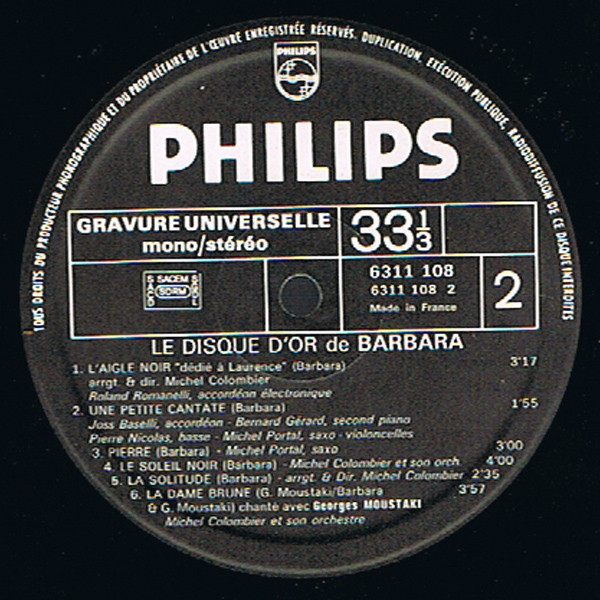 TOUS DROITS DU PRODUCTEUR PHONOGRAPHIQUE ET DU PROPRIÉTAIRE DE L'ŒUVRE ENREGISTRÉE RÉSERVÉS. DUPLICATION, EXÉCUTION PUBLIQUE, RADIODIFFUSION DE CE DISQUE INTERDITES
PHILIPS
PHILIPS
GRAVURE UNIVERSELLE
mono/stéréo
33 1/3
SACEM
SDRM
6311 108
6311 108 2
Made in France
2
LE DISQUE D'OR de BARBARA
1. L'AIGLE NOIR "dédié à Laurence" (Barbara) 3'17
arrgt. & dir. Michel Colombier
Roland Romanelli, accordéon électronique
2. UNE PETITE CANTATE (Barbara) 1'55
Joss Baselli, accordéon - Bernard Gérard, second piano
Pierre Nicolas, basse - Michel Portal, saxo - violoncelles
3. PIERRE (Barbara) - Michel Portal, saxo 3'00
4. LE SOLEIL NOIR (Barbara) - Michel Colombier et son orch. 4'00
5. LA SOLITUDE (Barbara) - arrgt. & Dir. Michel Colombier 2'35
6. LA DAME BRUNE (G. Moustaki/Barbara 3'57
& G. Moustaki) chanté avec Georges MOUSTAKI
Michel Colombier et son orchestre